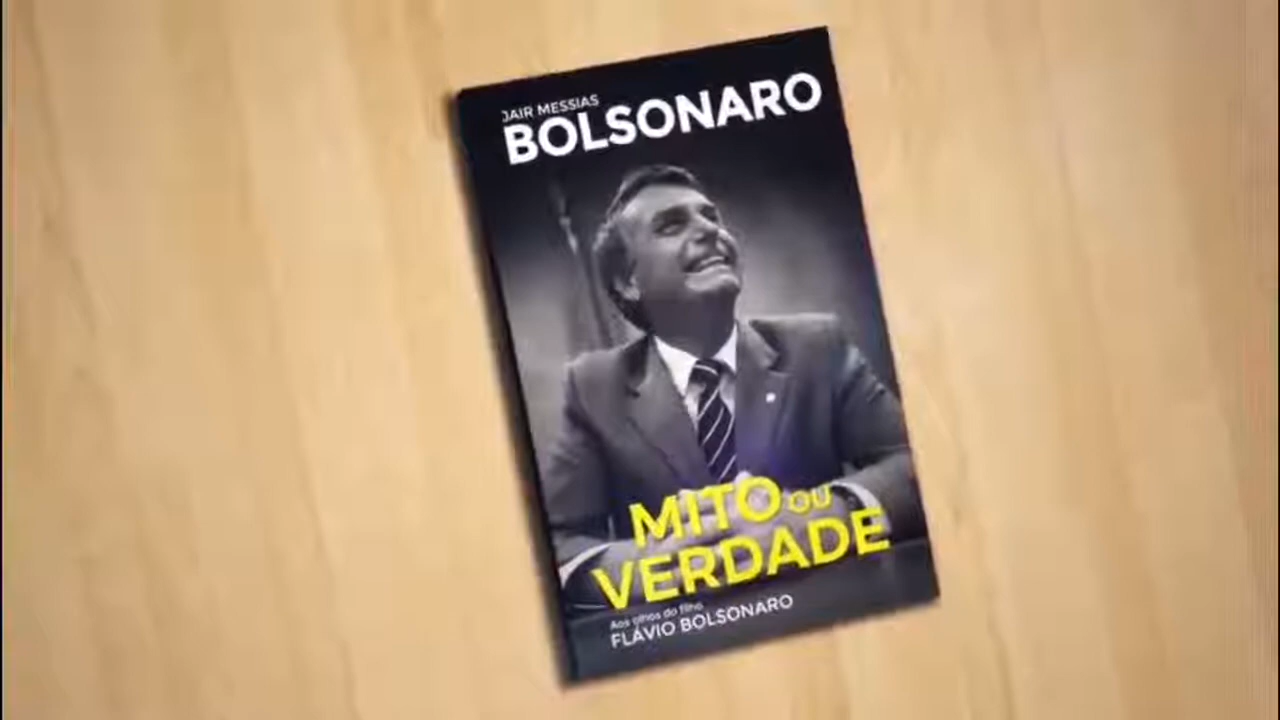 JAIR MESSIAS
BOLSONARO
MITO OU
VERDADE
Aos olhos do filho
FLÁVIO BOLSONARO